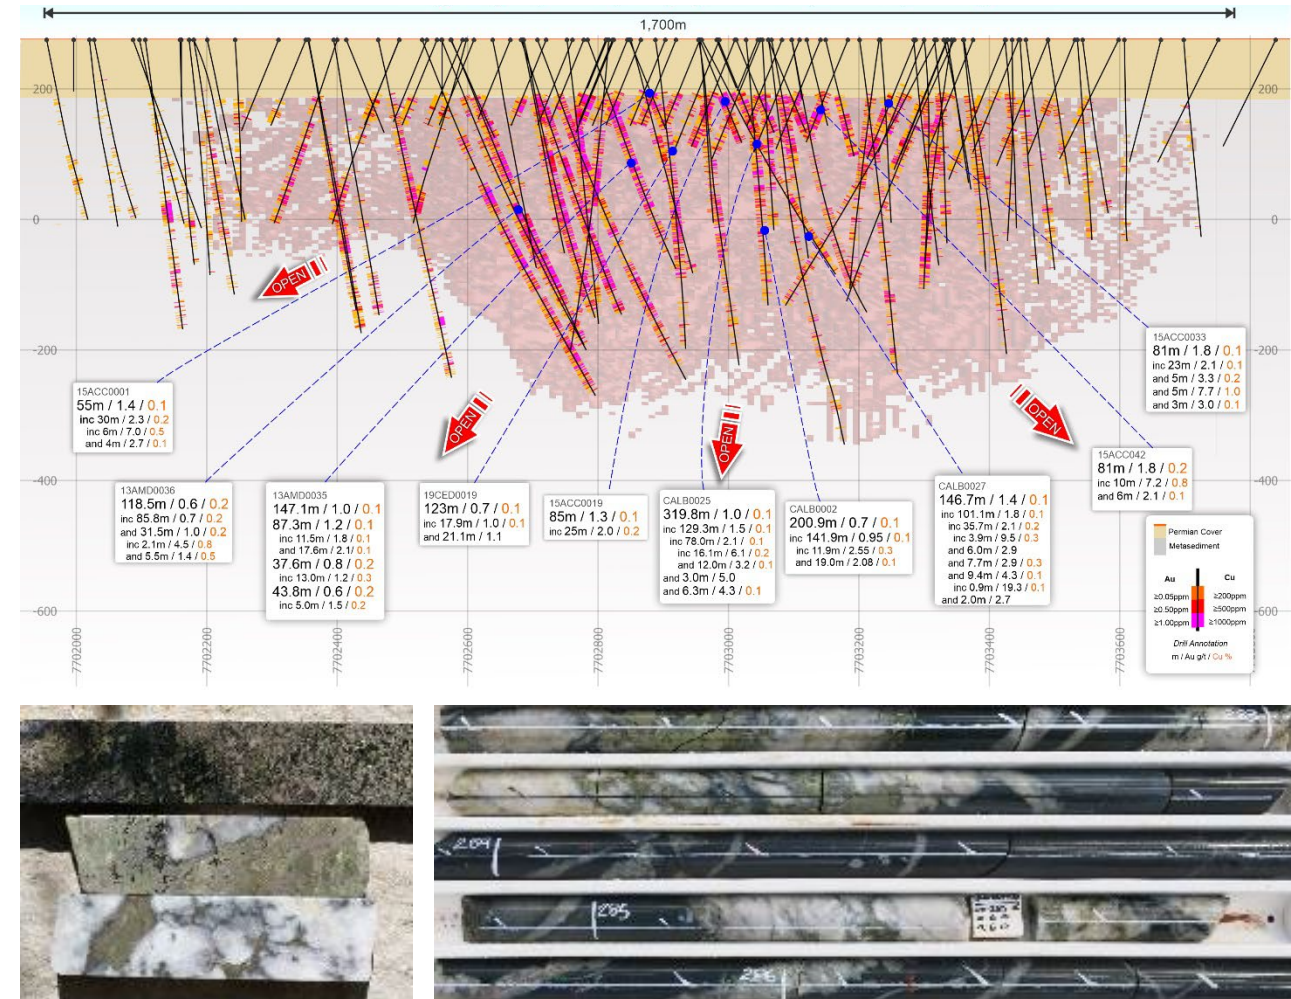 1,700m
200
200
0
0
-200
-200
-400
-400
-600
-600
OPEN
OPEN
OPEN
OPEN
15ACC0001
55m / 1.4 / 0.1
inc 30m / 2.3 / 0.2
inc 6m / 7.0 / 0.5
and 4m / 2.7 / 0.1
13AMD0036
118.5m / 0.6 / 0.2
inc 85.8m / 0.7 / 0.2
and 31.5m / 1.0 / 0.2
inc 2.1m / 4.5 / 0.8
and 5.5m / 1.4 / 0.5
13AMD0035
147.1m / 1.0 / 0.1
87.3m / 1.2 / 0.1
inc 11.5m / 1.8 / 0.1
and 17.6m / 2.1/ 0.1
37.6m / 0.8 / 0.2
inc 13.0m / 1.2 / 0.3
43.8m / 0.6 / 0.2
inc 5.0m / 1.5 / 0.2
19CED0019
123m / 0.7 / 0.1
inc 17.9m / 1.0 / 0.1
and 21.1m / 1.1
15ACC0019
85m / 1.3 / 0.1
inc 25m / 2.0 / 0.2
CALB0025
319.8m / 1.0 / 0.1
inc 129.3m / 1.5 / 0.1
inc 78.0m / 2.1 / 0.1
inc 16.1m / 6.1 / 0.2
and 12.0m / 3.2 / 0.1
and 3.0m / 5.0
and 6.3m / 4.3 / 0.1
CALB0002
200.9m / 0.7 / 0.1
inc 141.9m / 0.95 / 0.1
inc 11.9m / 2.55 / 0.3
and 19.0m / 2.08 / 0.1
CALB0027
146.7m / 1.4 / 0.1
inc 101.1m / 1.8 / 0.1
inc 35.7m / 2.1 / 0.2
inc 3.9m / 9.5 / 0.3
and 6.0m / 2.9
and 7.7m / 2.9 / 0.3
and 9.4m / 4.3 / 0.1
inc 0.9m / 19.3 / 0.1
and 2.0m / 2.7
15ACC0033
81m / 1.8 / 0.1
inc 23m / 2.1 / 0.1
and 5m / 3.3 / 0.2
and 5m / 7.7 / 1.0
and 3m / 3.0 / 0.1
15ACC042
81m / 1.8 / 0.2
inc 10m / 7.2 / 0.8
and 6m / 2.1 / 0.1
Permian Cover
Metasediment
Au Cu
≥0.05ppm ≥200ppm
≥0.50ppm ≥500ppm
≥1.00ppm ≥1000ppm
Drill Annotation
m / Au g/t / Cu %
7702000
7702200
7702400
7702600
7702800
7703000
7703200
7703400
7703600
284
285
286